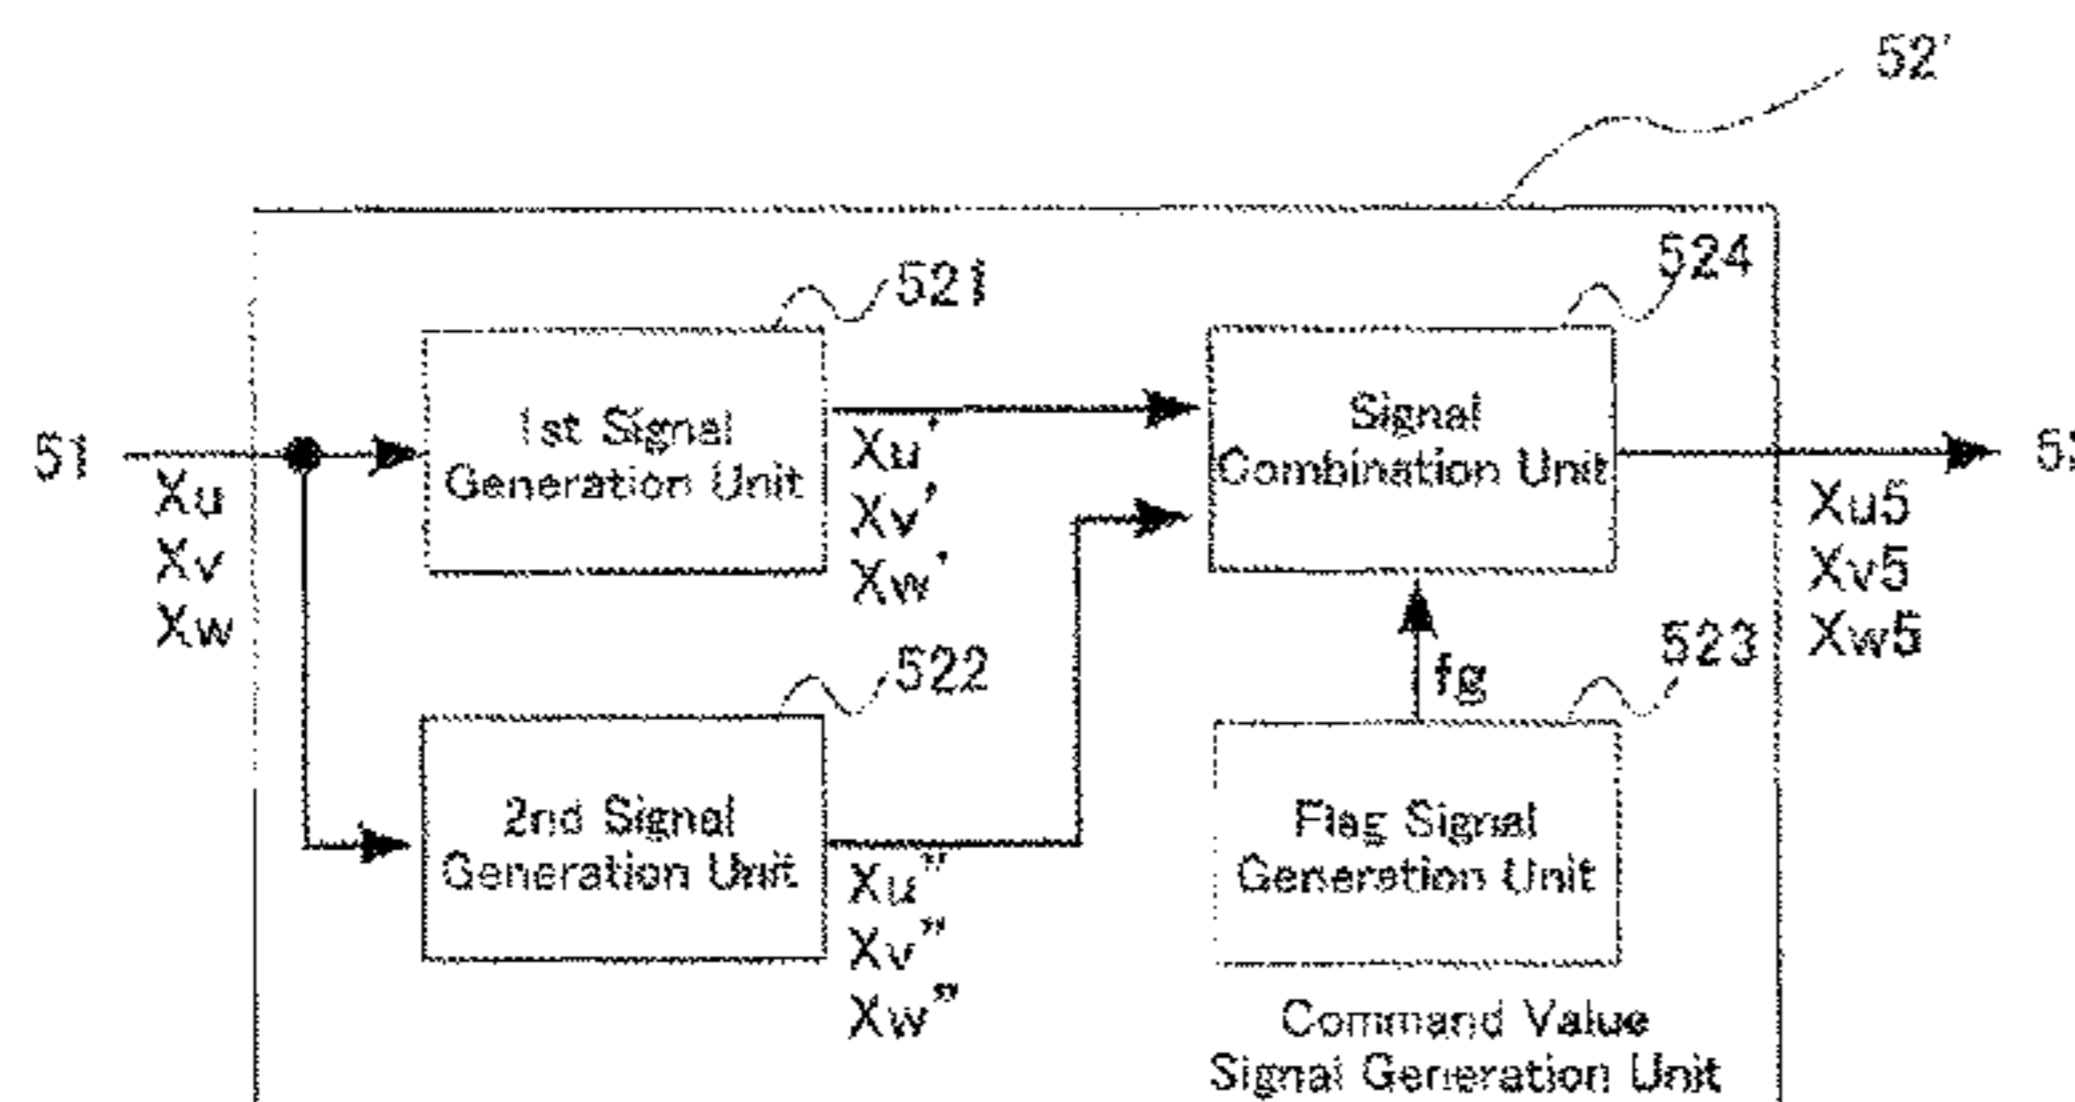 52'
521
524
1st Signal
Generation Unit
Signal
Combination Unit
51
Xu
Xv
Xw
Xu'
Xv'
Xw'
Xu5
Xv5
Xw5
fg
522
523
2nd Signal
Generation Unit
Flag Signal
Generation Unit
Xu"
Xv"
Xw"
Command Value
Signal Generation Unit